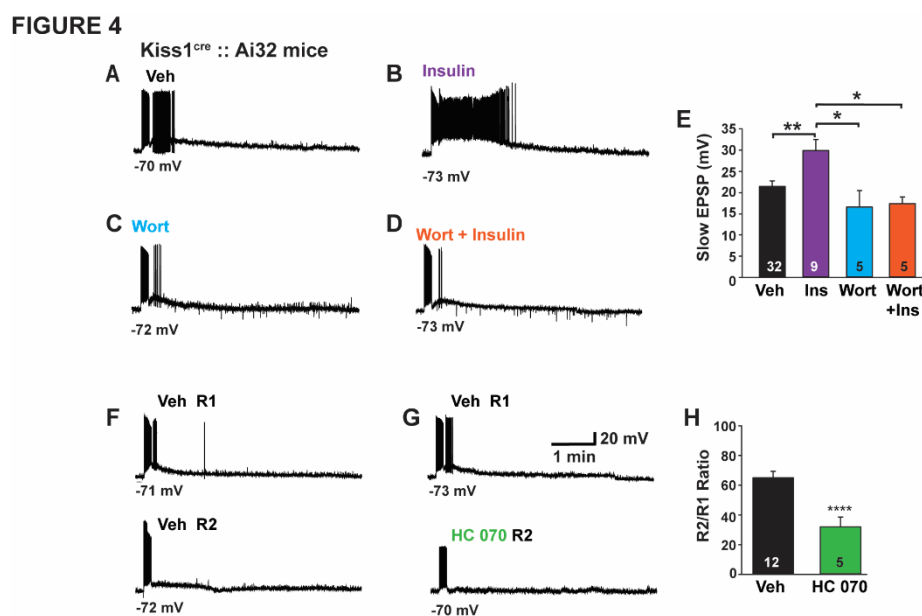 FIGURE 4
Kiss1cre :: Ai32 mice
A
Veh
-70 mV
B
Insulin
-73 mV
C
Wort
-72 mV
D
Wort + Insulin
-73 mV
E
Slow EPSP (mV)
35
30
25
20
15
10
5
0
**
*
*
32
9
5
5
Veh
Ins
Wort
Wort
+Ins
F
Veh R1
-71 mV
Veh R2
-72 mV
G
Veh R1
20 mV
1 min
-73 mV
HC 070 R2
-70 mV
H
R2/R1 Ratio
100
80
60
40
20
0
****
12
5
Veh
HC 070